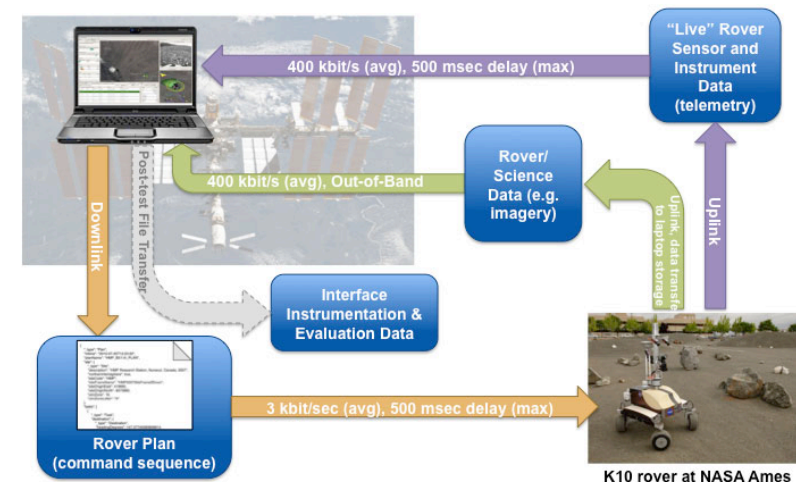 "Live" Rover
Sensor and
Instrument
Data
(telemetry)
400 kbit/s (avg), 500 msec delay (max)
Rover/
Science
Data (e.g.
imagery)
400 kbit/s (avg), Out-of-Band
Post-test File Transfer
Downlink
Uplink, data transfe
to laptop storage
Uplink
Interface
Instrumentation &
Evaluation Data
Rover Plan
(command sequence)
3 kbit/sec (avg), 500 msec delay (max)
K10 rover at NASA Ames